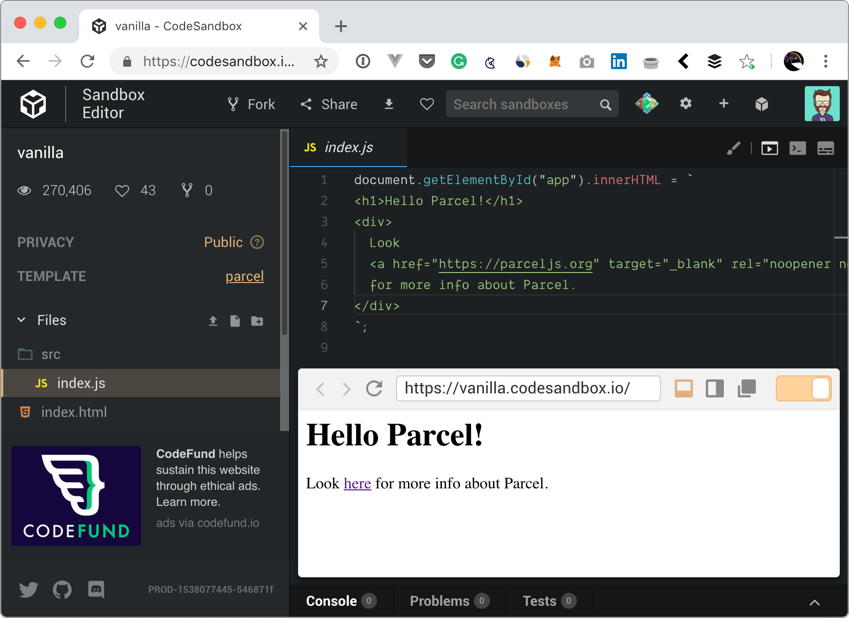 vanilla - CodeSandbox
https://codesandbox.i...
Sandbox Editor
Fork
Share
Search sandboxes
vanilla
270,406
43
0
PRIVACY
Public
TEMPLATE
parcel
Files
src
JS index.js
index.html
CodeFund helps
sustain this website
through ethical ads.
Learn more.
ads via codefund.io
CODEFUND
PROD-1538077445-546871f
JS index.js
1 document.getElementById("app").innerHTML = `
2 <h1>Hello Parcel!</h1>
3 <div>
4 Look
5 <a href="https://parceljs.org" target="_blank" rel="noopener n
6 for more info about Parcel.
7 </div>
8 `;
9
https://vanilla.codesandbox.io/
Hello Parcel!
Look here for more info about Parcel.
Console 0
Problems 0
Tests 0